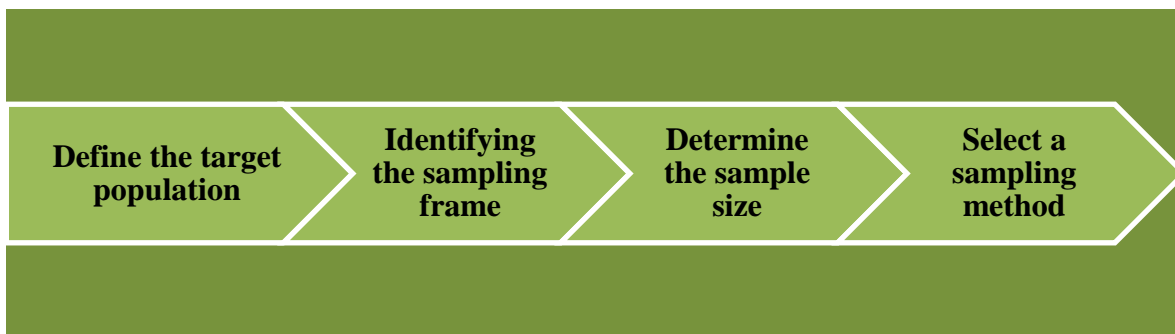 Define the target
population
Identifying
the sampling
frame
Determine
the sample
size
Select a
sampling
method